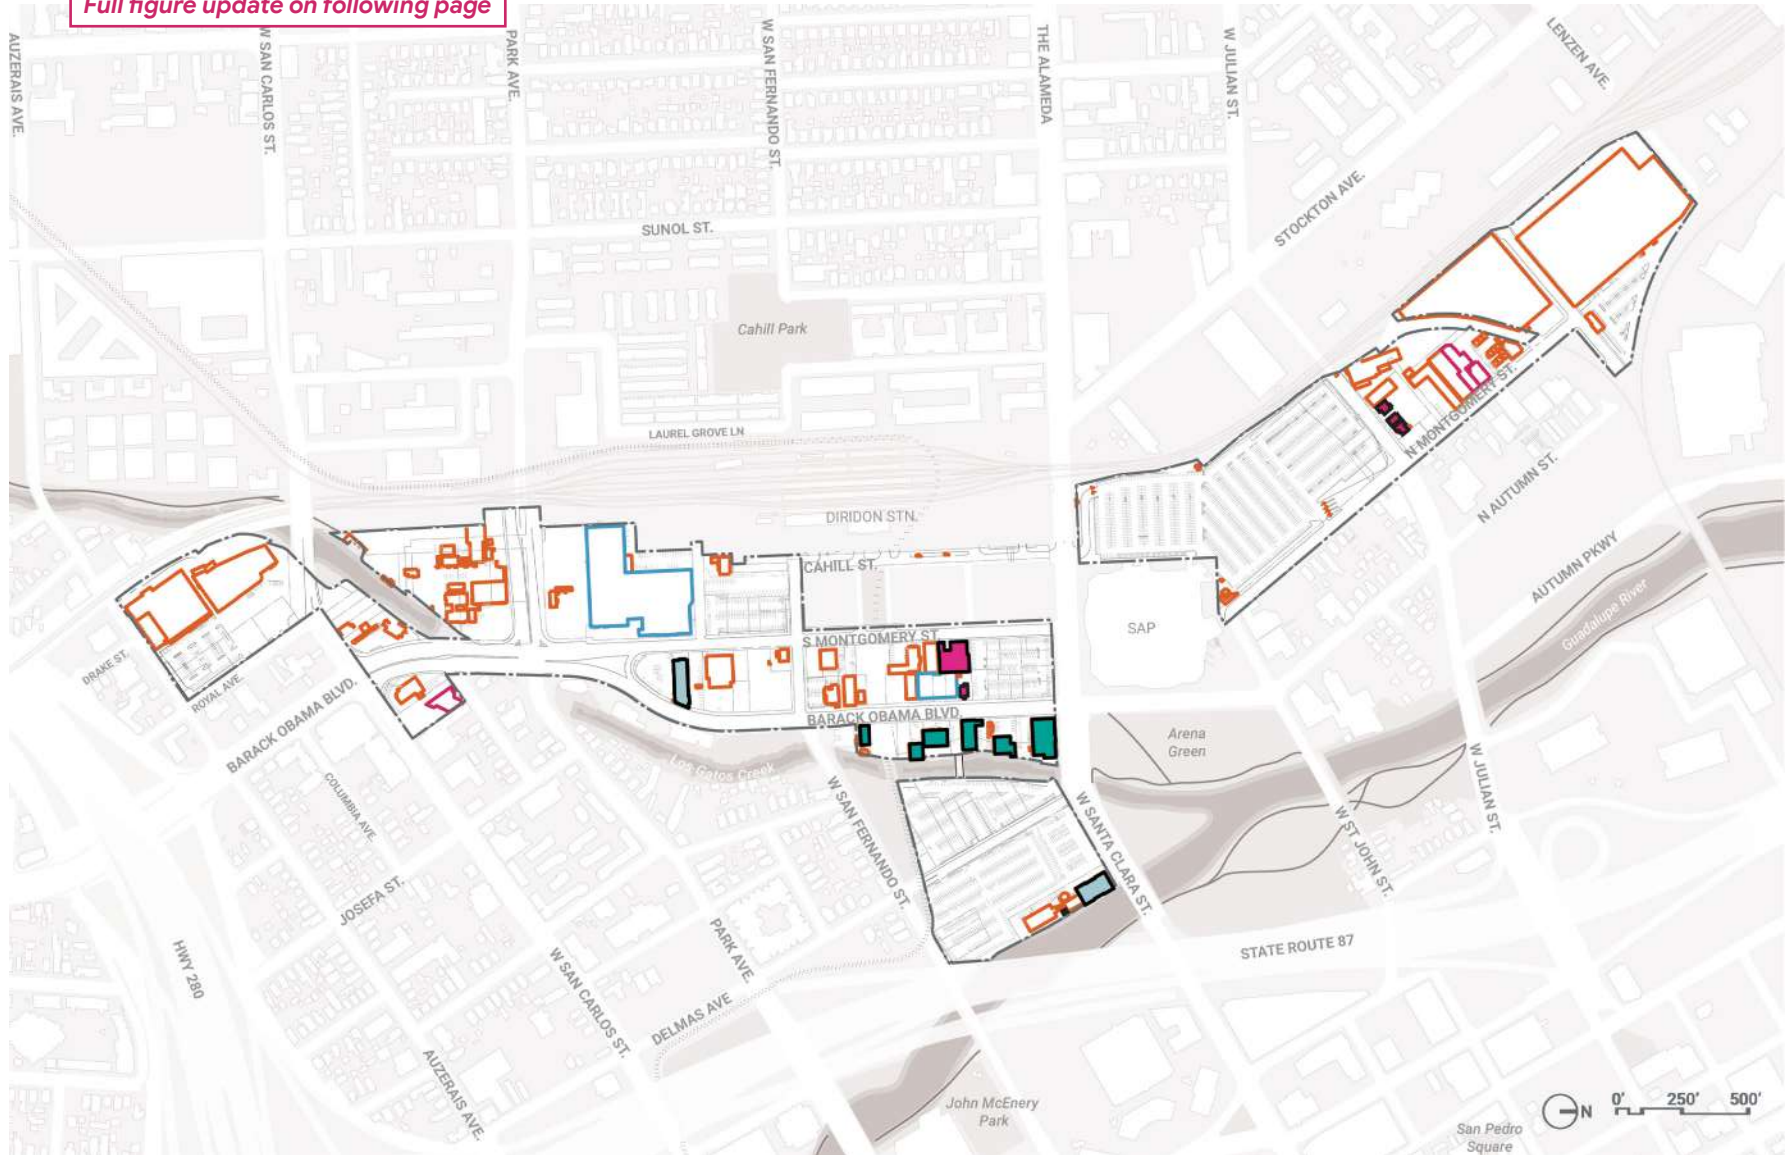 Full figure update on following page
AUZERAIS AVE.
W SAN CARLOS ST.
PARK AVE.
W SAN FERNANDO ST.
THE ALAMEDA
W JULIAN ST.
LENZEN AVE.
STOCKTON AVE.
SUNOL ST.
Cahill Park
LAUREL GROVE LN
DIRIDON STN.
CAHILL ST.
N MONTGOMERY ST.
N AUTUMN ST.
AUTUMN PKWY
Guadalupe River
SAP
S MONTGOMERY ST.
DRAKE ST.
ROYAL AVE.
BARACK OBAMA BLVD.
BARACK OBAMA BLVD.
Arena
Green
Los Gatos Creek
COLUMBIA AVE.
JOSEFA ST.
HWY 280
W SAN FERNANDO ST.
W SANTA CLARA ST.
W ST JOHN ST.
W JULIAN ST.
PARK AVE.
W SAN CARLOS ST.
DELMAS AVE
STATE ROUTE 87
AUZERAIS AVE.
John McEnery
Park
San Pedro
Square
N
0' 250' 500'